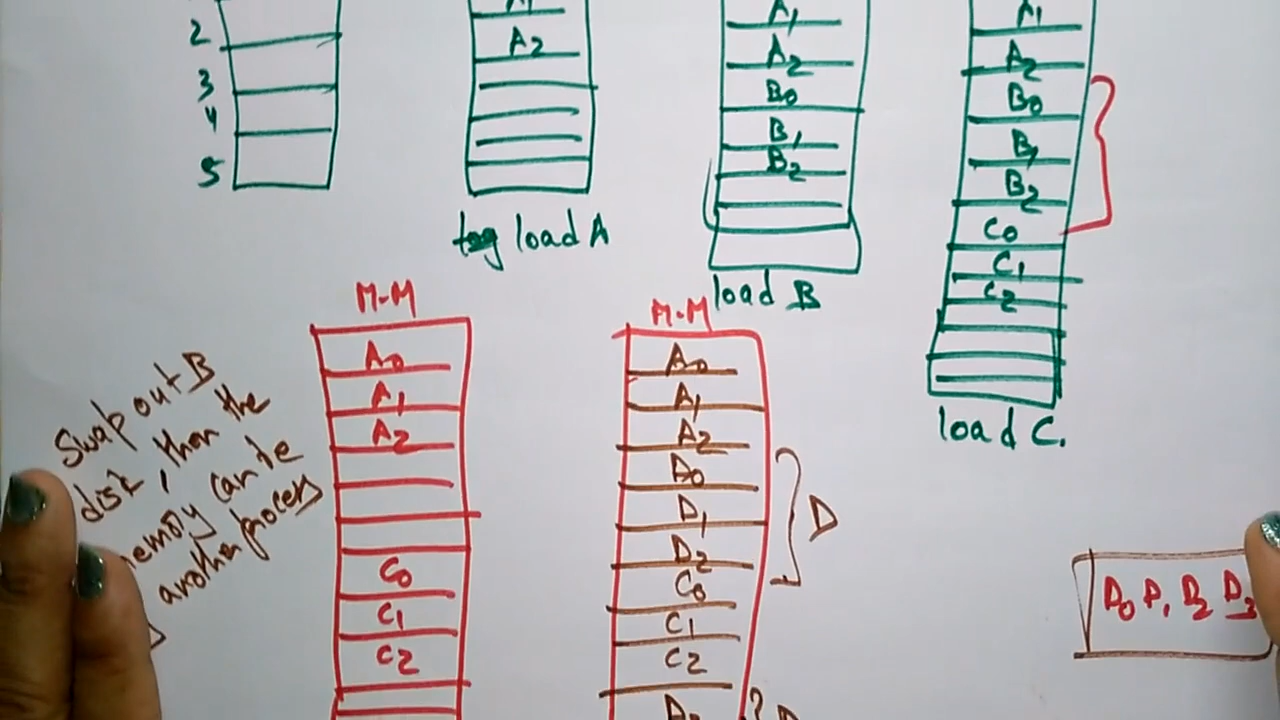 2
3
4
5
A1
A2
load A
A1
A2
B0
B1
B2
load B
A1
A2
B0
B1
B2
C0
C1
C2
load C.
Swap out B
disk, then the
memory can be
another process
M-M
A0
A1
A2
C0
C1
C2
M-M
A0
A1
A2
D0
D1
D2
C0
C1
C2
D
D0 D1 D2 D3